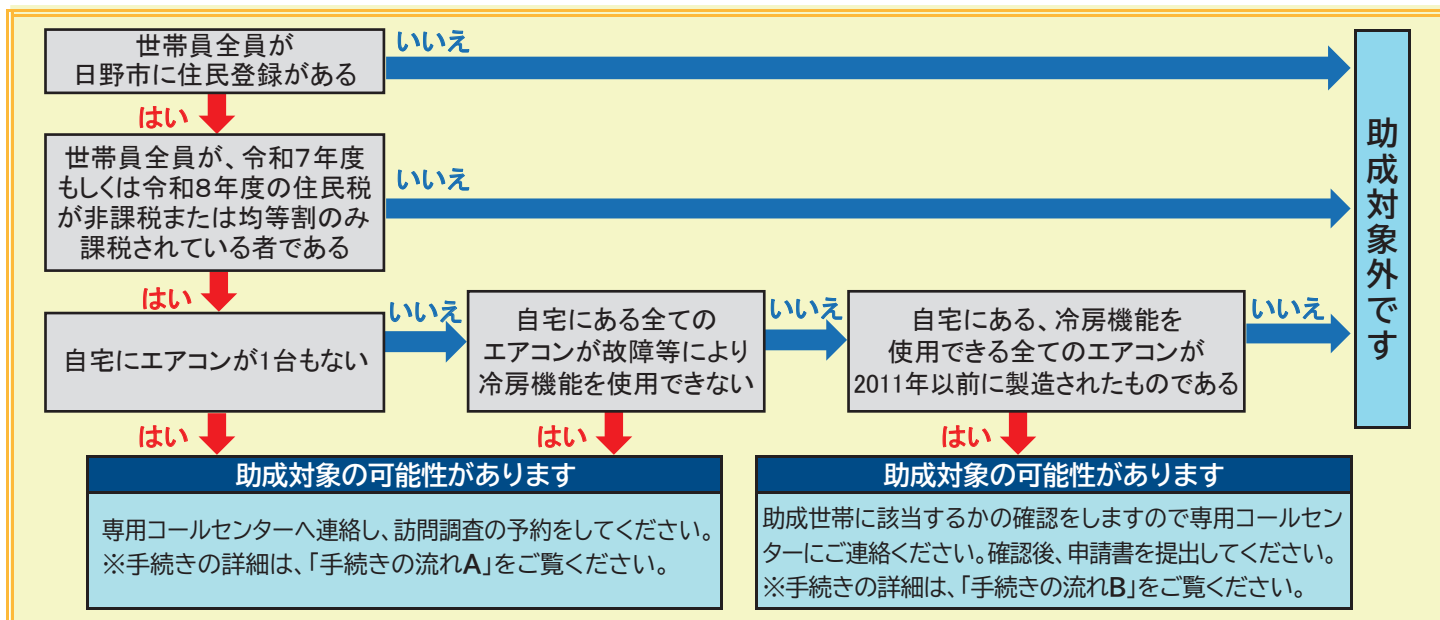 世帯員全員が
日野市に住民登録がある
いいえ
はい
世帯員全員が、令和7年度
もしくは令和8年度の住民税
が非課税または均等割のみ
課税されている者である
いいえ
はい
自宅にエアコンが1台もない
いいえ
自宅にある全ての
エアコンが故障等により
冷房機能を使用できない
いいえ
自宅にある、冷房機能を
使用できる全てのエアコンが
2011年以前に製造されたものである
いいえ
助成対象外です
はい
はい
はい
助成対象の可能性があります
専用コールセンターへ連絡し、訪問調査の予約をしてください。
※手続きの詳細は、「手続きの流れA」をご覧ください。
助成対象の可能性があります
助成世帯に該当するかの確認をしますので専用コールセン
ターにご連絡ください。確認後、申請書を提出してください。
※手続きの詳細は、「手続きの流れB」をご覧ください。